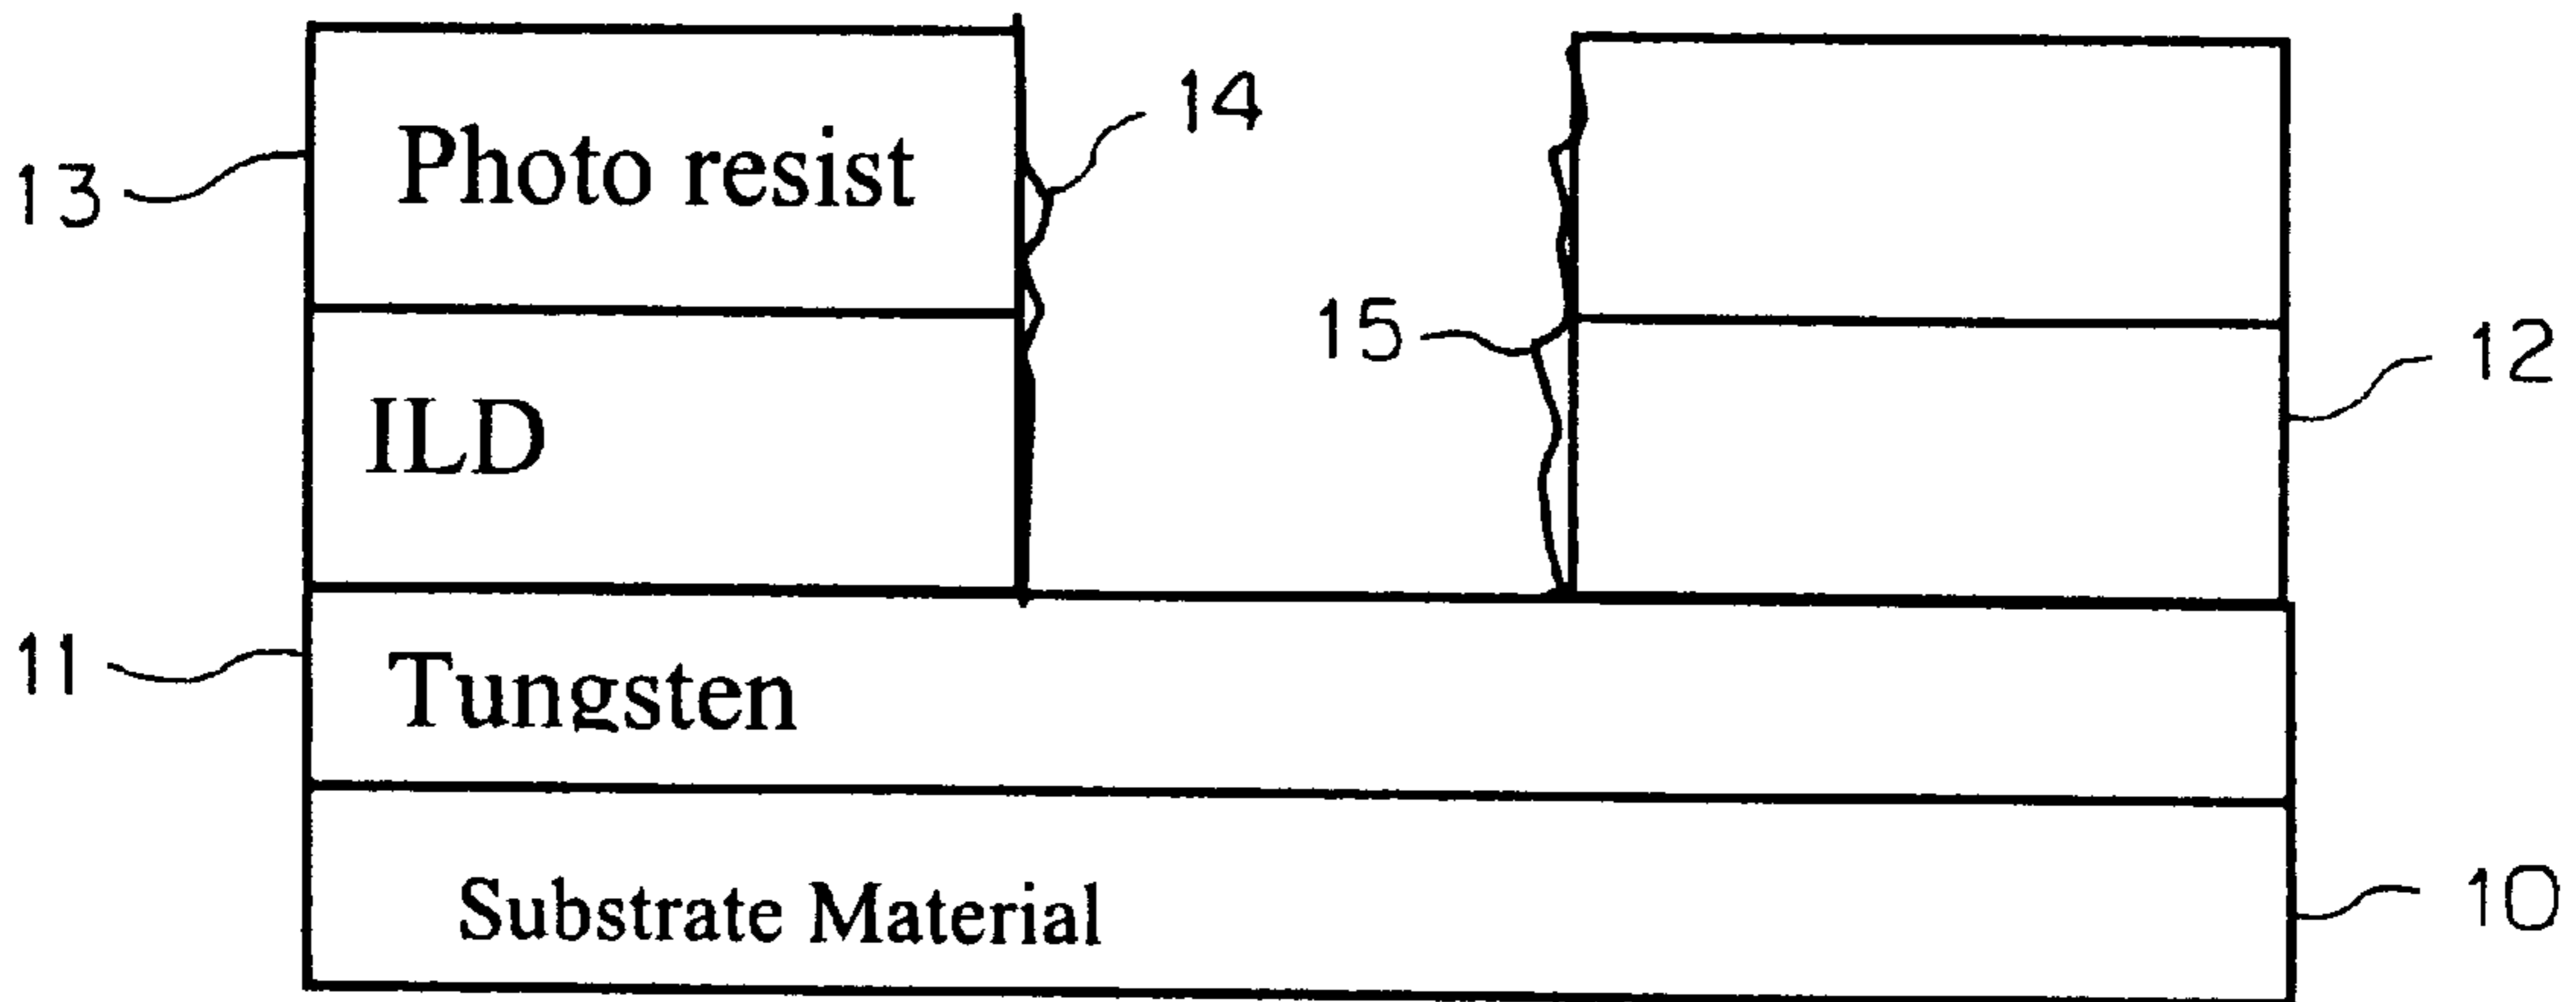 14
Photo resist
13
15
12
ILD
11
Tungsten
10
Substrate Material